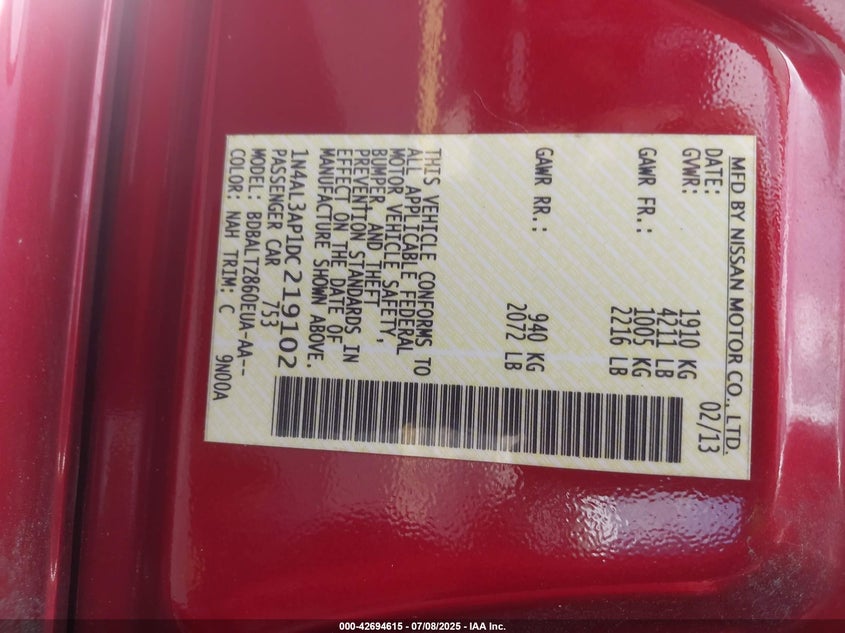 MFD BY NISSAN MOTOR CO., LTD.
DATE: 02/13
GVWR: 1910 KG
4211 LB
GAWR FR.: 1005 KG
2216 LB
GAWR RR.: 940 KG
2072 LB
THIS VEHICLE CONFORMS TO
ALL APPLICABLE FEDERAL
MOTOR VEHICLE SAFETY,
BUMPER, AND THEFT
PREVENTION STANDARDS IN
EFFECT ON THE DATE OF
MANUFACTURE SHOWN ABOVE.
1N4AL3AP1DC219102
PASSENGER CAR 753
MODEL: BDBALTZ860EUA-AA--
COLOR: NAH TRIM: C 9N00A
000-42694615 - 07/08/2025 - IAA Inc.